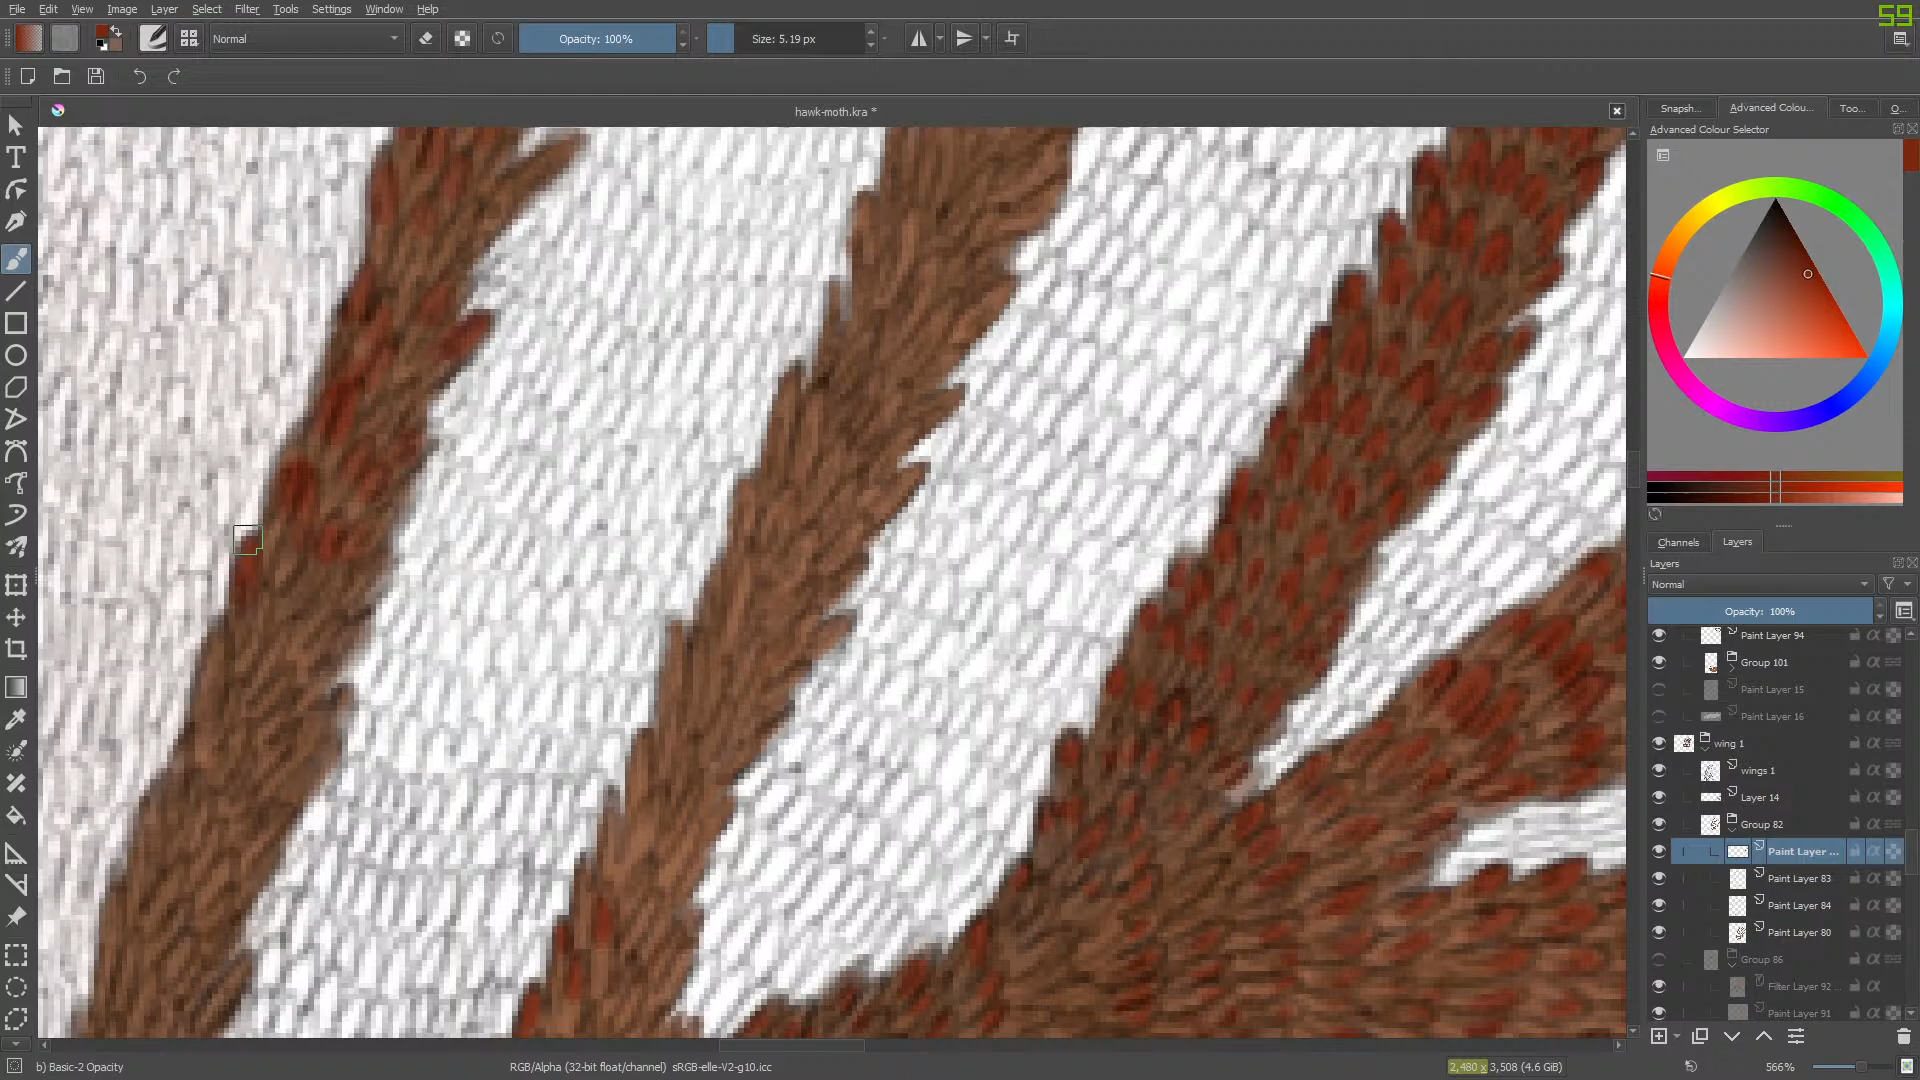 File Edit View Image Layer Select Filter Tools Settings Window Help
59
Normal
Opacity: 100%
Size: 5.19 px
hawk-moth.kra *
Snapsh... Advanced Colou... Too... O...
Advanced Colour Selector
Channels Layers
Layers
Normal
Opacity: 100%
Paint Layer 94
Group 101
Paint Layer 15
Paint Layer 16
wing 1
wings 1
Layer 14
Group 82
Paint Layer ...
Paint Layer 83
Paint Layer 84
Paint Layer 80
Group 86
Filter Layer 92 ...
Paint Layer 91
b) Basic-2 Opacity
RGB/Alpha (32-bit float/channel) sRGB-elle-V2-g10.icc
2,480 x 3,508 (4.6 GiB)
566%